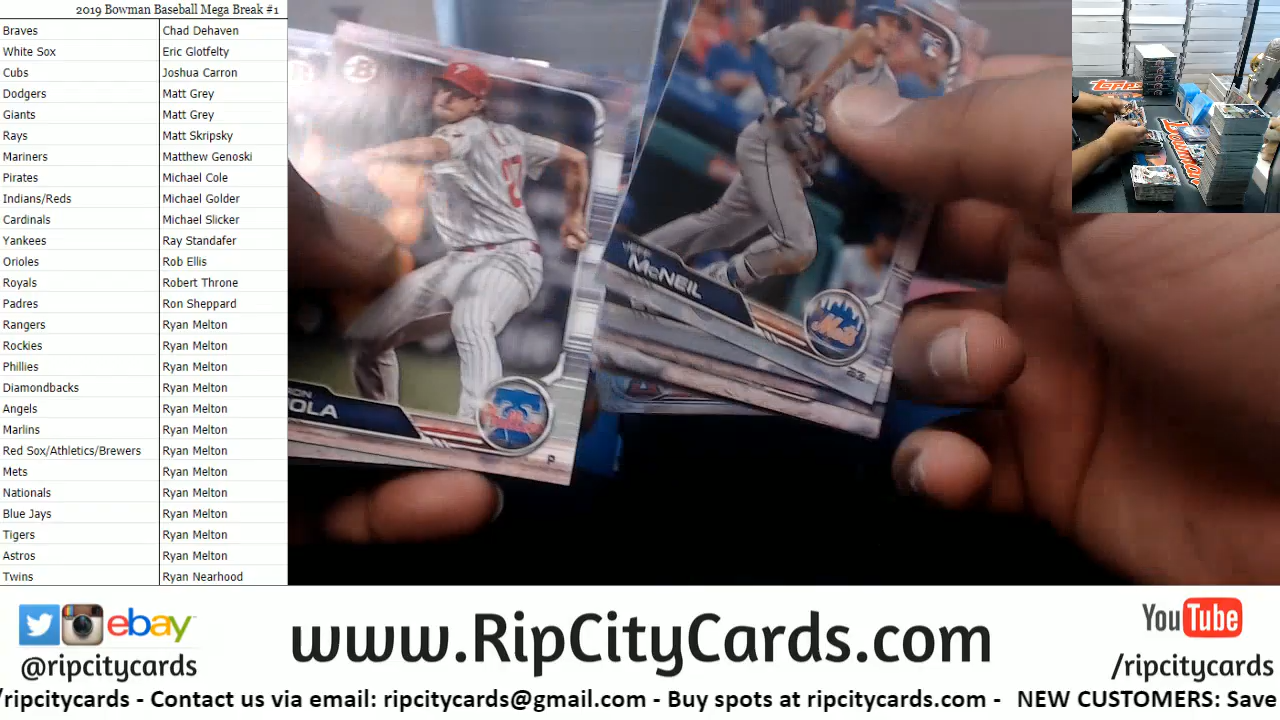 2019 Bowman Baseball Mega Break #1
Braves Chad Dehaven
White Sox Eric Glotfelty
Cubs Joshua Carron
Dodgers Matt Grey
Giants Matt Grey
Rays Matt Skripsky
Mariners Matthew Genoski
Pirates Michael Cole
Indians/Reds Michael Golder
Cardinals Michael Slicker
Yankees Ray Standafer
Orioles Rob Ellis
Royals Robert Throne
Padres Ron Sheppard
Rangers Ryan Melton
Rockies Ryan Melton
Phillies Ryan Melton
Diamondbacks Ryan Melton
Angels Ryan Melton
Marlins Ryan Melton
Red Sox/Athletics/Brewers Ryan Melton
Mets Ryan Melton
Nationals Ryan Melton
Blue Jays Ryan Melton
Tigers Ryan Melton
Astros Ryan Melton
Twins Ryan Nearhood
McNEIL
Mets
OLA
P
topps
BOWMAN
ebay
@ripcitycards
www.RipCityCards.com
YouTube
/ripcitycards
/ripcitycards - Contact us via email: ripcitycards@gmail.com - Buy spots at ripcitycards.com - NEW CUSTOMERS: Save